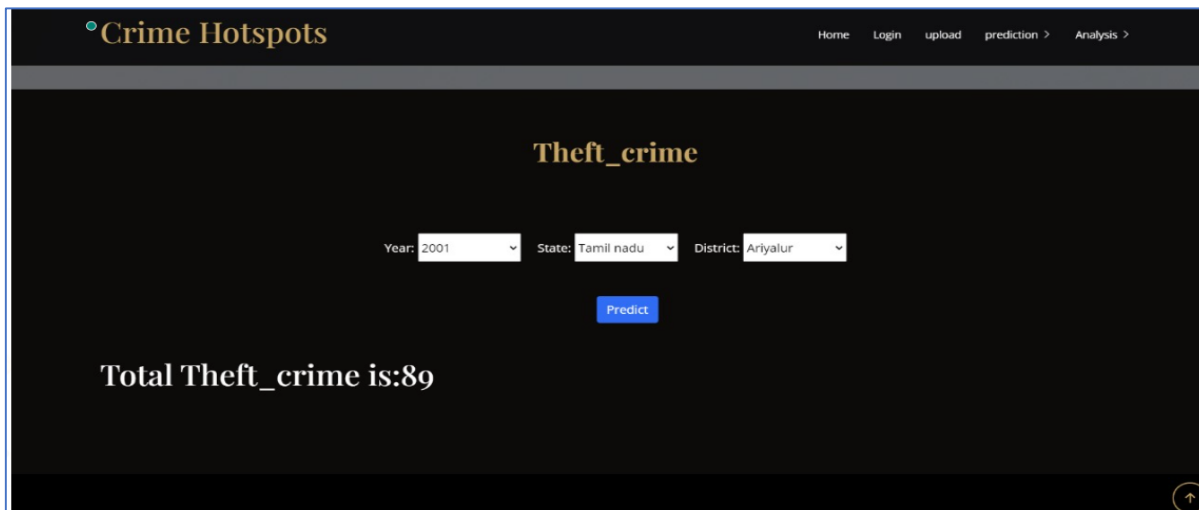 Crime Hotspots
Home Login upload prediction > Analysis >
Theft_crime
Year: 2001 State: Tamil nadu District: Ariyalur
Predict
Total Theft_crime is:89